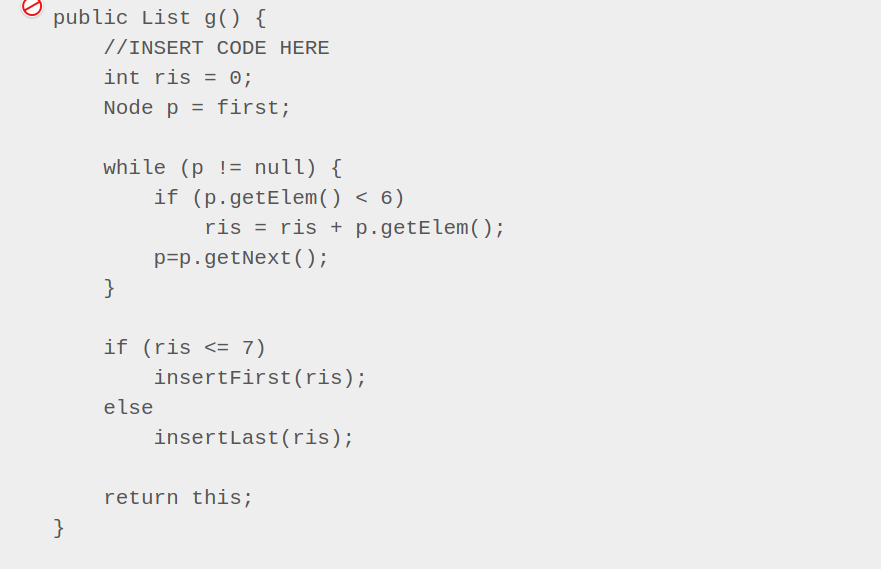 public List g() {
    //INSERT CODE HERE
    int ris = 0;
    Node p = first;

    while (p != null) {
        if (p.getElem() < 6)
            ris = ris + p.getElem();
        p=p.getNext();
    }

    if (ris <= 7)
        insertFirst(ris);
    else
        insertLast(ris);

    return this;
}